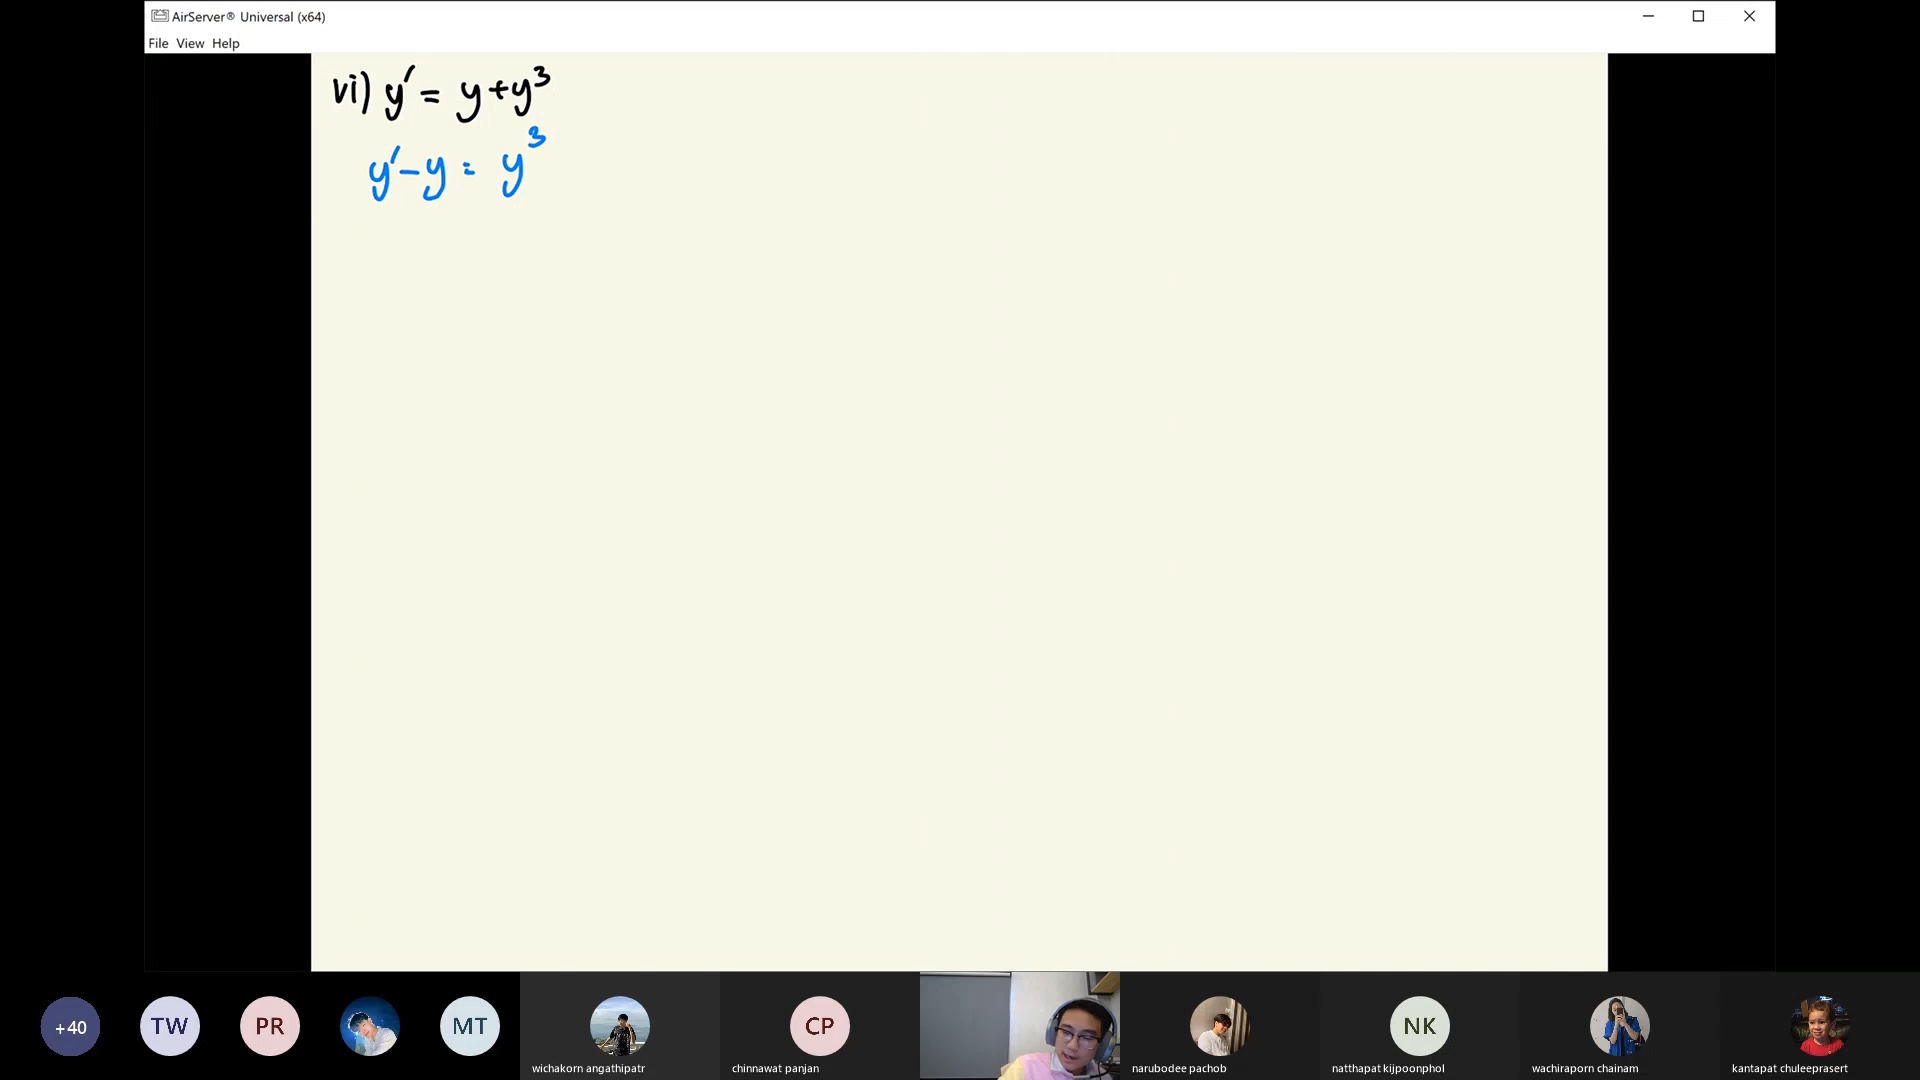 AirServer® Universal (x64)
File View Help
vi) y' = y + y³
y' - y = y³
+40 TW PR MT CP NK
wichakorn angathipatr chinnawat panjan narubodee pachob natthapat kijpoonphol wachiraporn chainam kantapat chuleeprasert